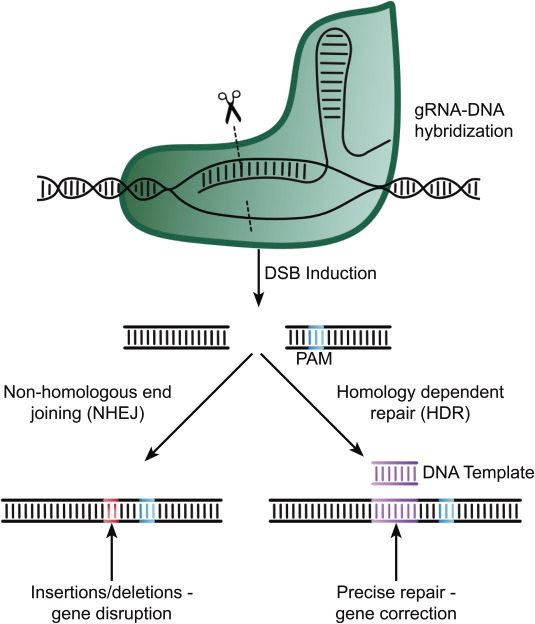 gRNA-DNA
hybridization
DSB Induction
PAM
Non-homologous end
joining (NHEJ)
Homology dependent
repair (HDR)
DNA Template
Insertions/deletions -
gene disruption
Precise repair -
gene correction